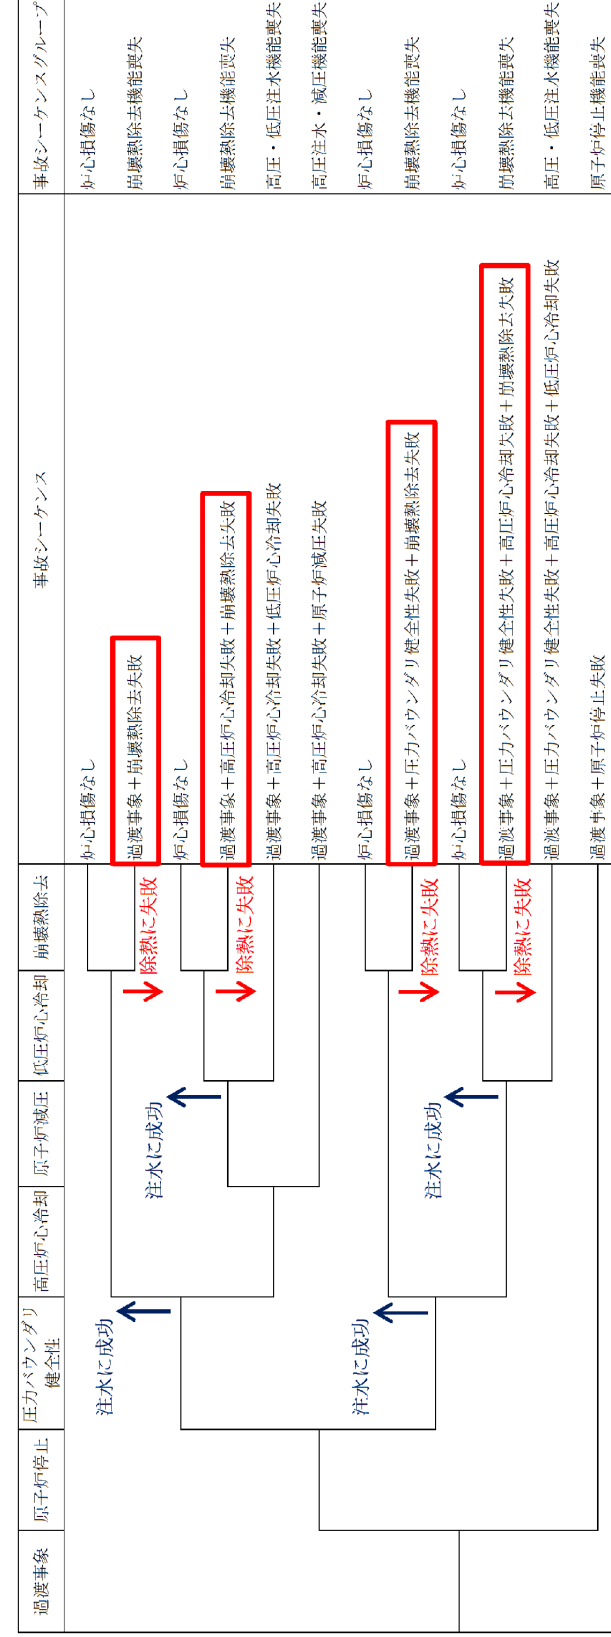 過渡事象
原子炉停止
圧力バウンダリ
健全性
高圧炉心冷却
原子炉減圧
低圧炉心冷却
崩壊熱除去
事故シーケンス
事故シーケンスグループ
炉心損傷なし
炉心損傷なし
過渡事象＋崩壊熱除去失敗
崩壊熱除去機能喪失
炉心損傷なし
炉心損傷なし
過渡事象＋高圧炉心冷却失敗＋崩壊熱除去失敗
崩壊熱除去機能喪失
過渡事象＋高圧炉心冷却失敗＋低圧炉心冷却失敗
高圧・低圧注水機能喪失
過渡事象＋高圧炉心冷却失敗＋原子炉減圧失敗
高圧注水・減圧機能喪失
炉心損傷なし
炉心損傷なし
過渡事象＋圧力バウンダリ健全性失敗＋崩壊熱除去失敗
崩壊熱除去機能喪失
炉心損傷なし
炉心損傷なし
過渡事象＋圧力バウンダリ健全性失敗＋高圧炉心冷却失敗＋崩壊熱除去失敗
崩壊熱除去機能喪失
過渡事象＋圧力バウンダリ健全性失敗＋高圧炉心冷却失敗＋低圧炉心冷却失敗
高圧・低圧注水機能喪失
過渡事象＋原子炉停止失敗
原子炉停止機能喪失
注水に成功
注水に成功
除熱に失敗
除熱に失敗
注水に成功
注水に成功
除熱に失敗
除熱に失敗